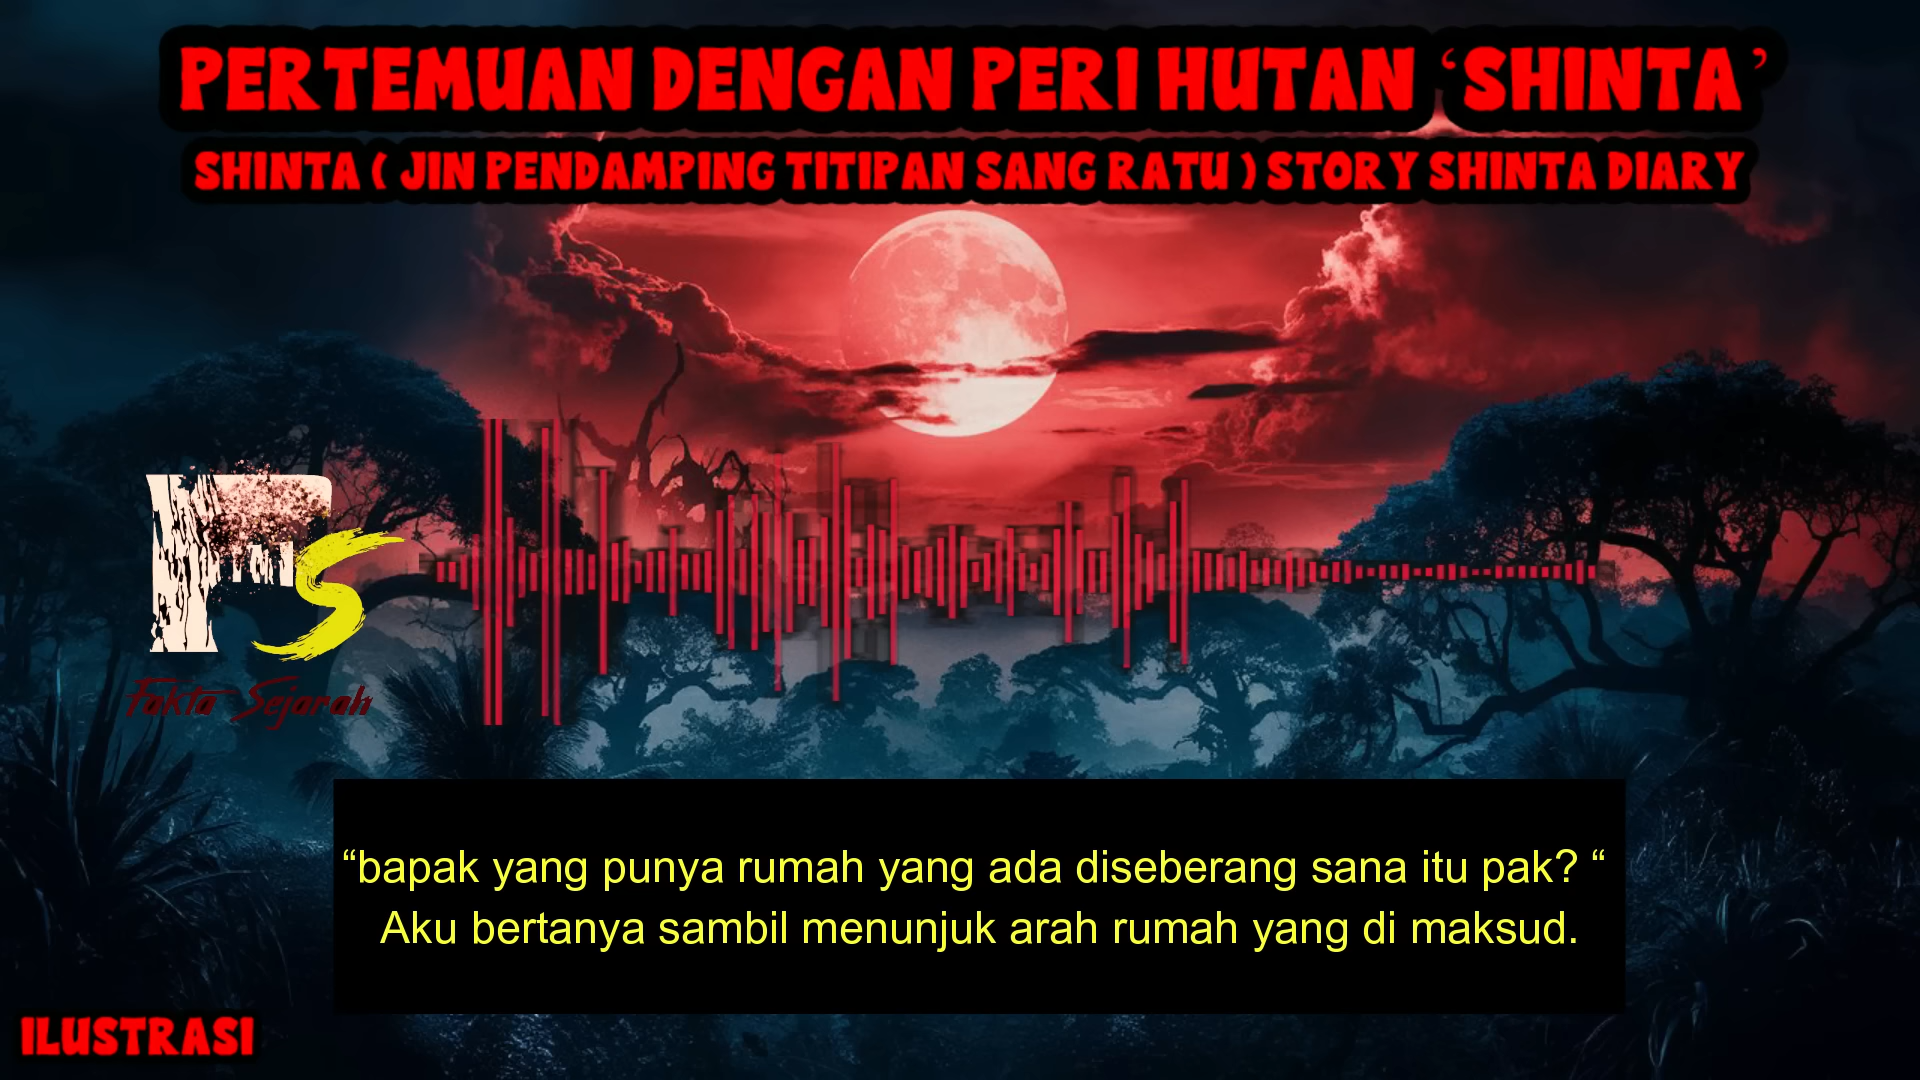 PERTEMUAN DENGAN PERI HUTAN ‘SHINTA’
SHINTA ( JIN PENDAMPING TITIPAN SANG RATU ) STORY SHINTA DIARY
FS
Fakta Sejarah
“bapak yang punya rumah yang ada diseberang sana itu pak? “
Aku bertanya sambil menunjuk arah rumah yang di maksud.
ILUSTRASI